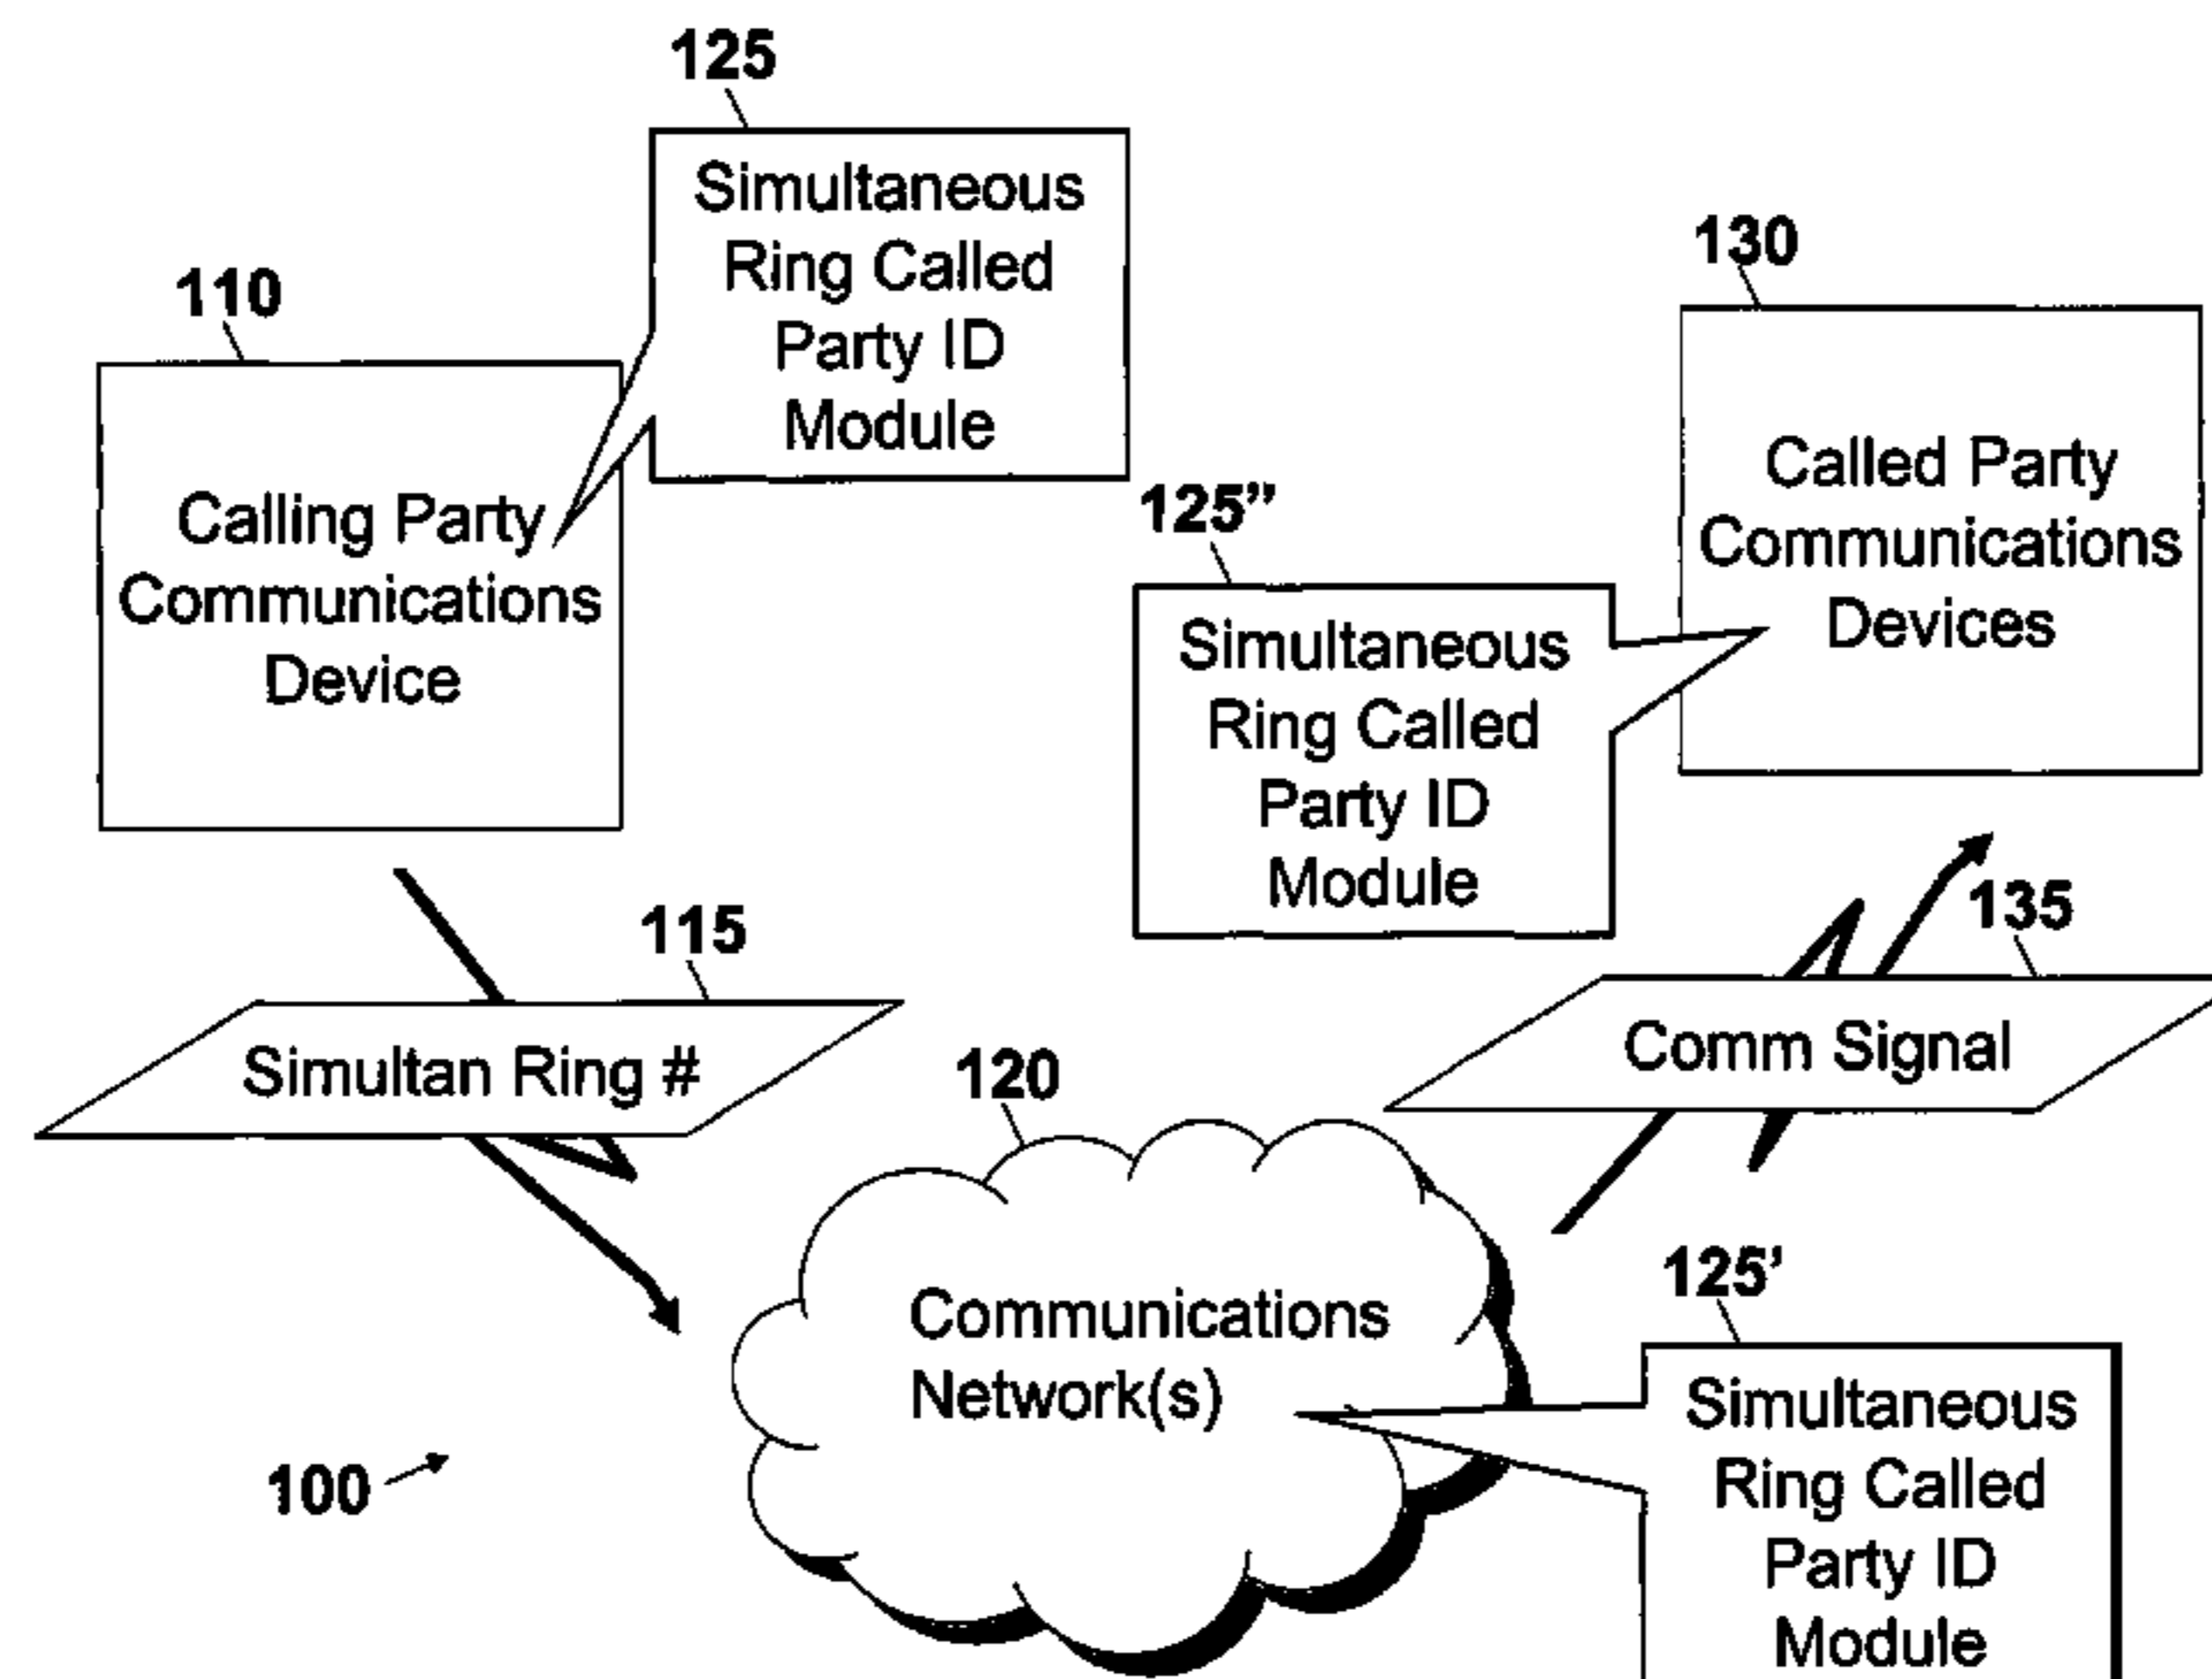 125
Simultaneous
Ring Called
Party ID
Module
110
Calling Party
Communications
Device
130
Called Party
Communications
Devices
125”
Simultaneous
Ring Called
Party ID
Module
115
Simultan Ring #
135
Comm Signal
120
Communications
Network(s)
125’
Simultaneous
Ring Called
Party ID
Module
100